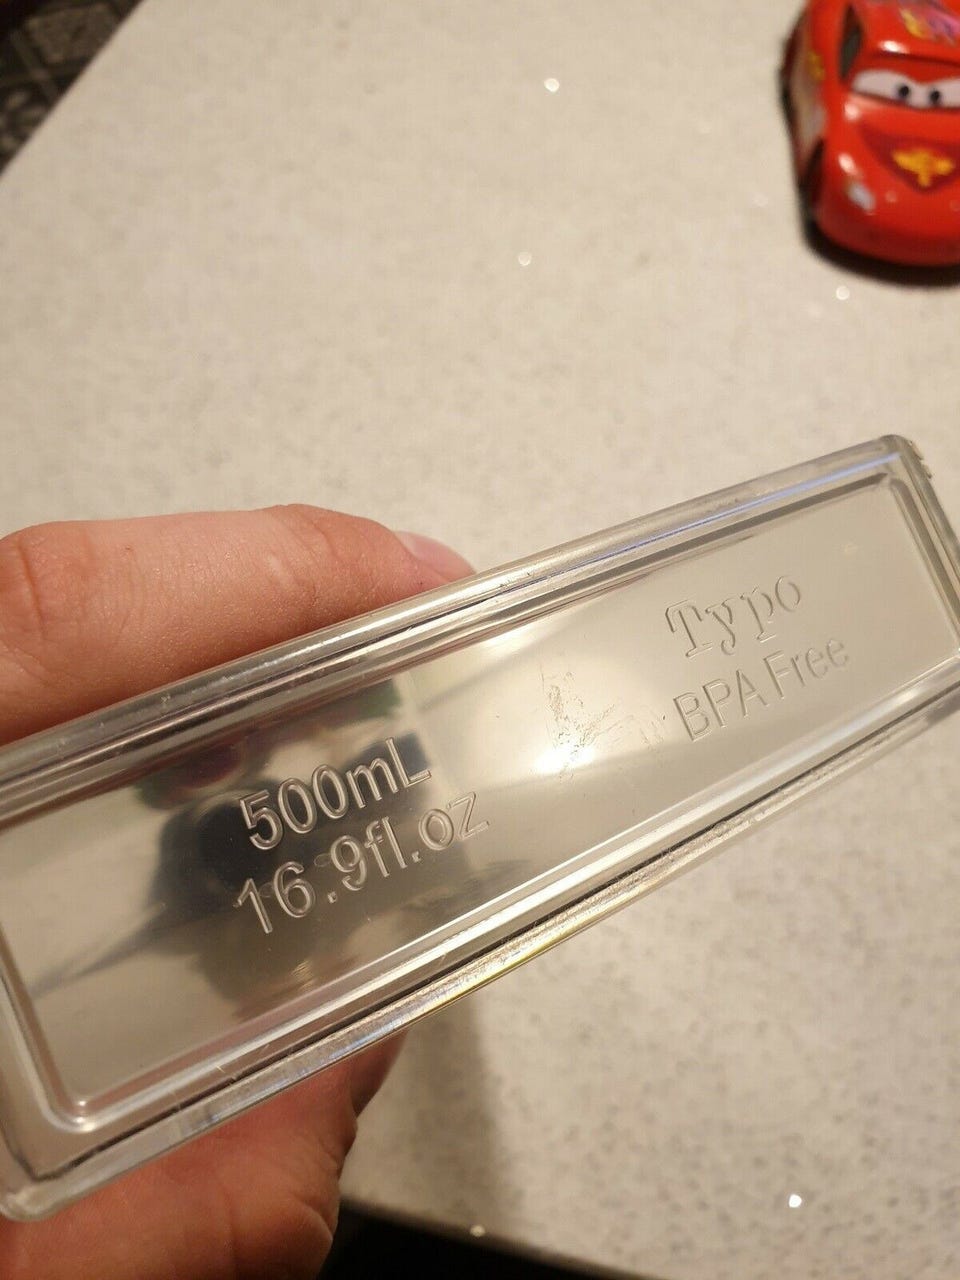 Typo
BPA Free
500mL
16.9fl.oz